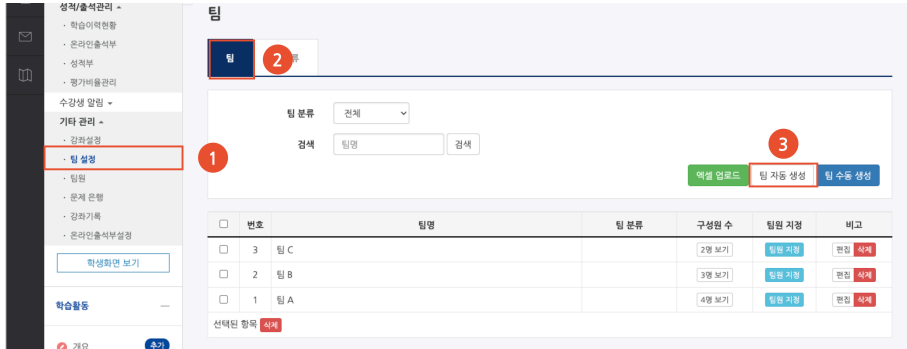 성적/출석관리
· 학습이력현황
· 온라인출석부
· 성적부
· 평가비율관리
수강생 알림
기타 관리
· 강좌설정
· 팀 설정
· 팀원
· 문제 은행
· 강좌기록
· 온라인출석부설정
학생화면 보기
학습활동
개요 추가
1
팀
팀 2 류
팀 분류 전체
검색 팀명 검색
3
엑셀 업로드 팀 자동 생성 팀 수동 생성
번호 팀명 팀 분류 구성원 수 팀원 지정 비고
3 팀 C 2명 보기 팀원 지정 편집 삭제
2 팀 B 3명 보기 팀원 지정 편집 삭제
1 팀 A 4명 보기 팀원 지정 편집 삭제
선택된 항목 삭제